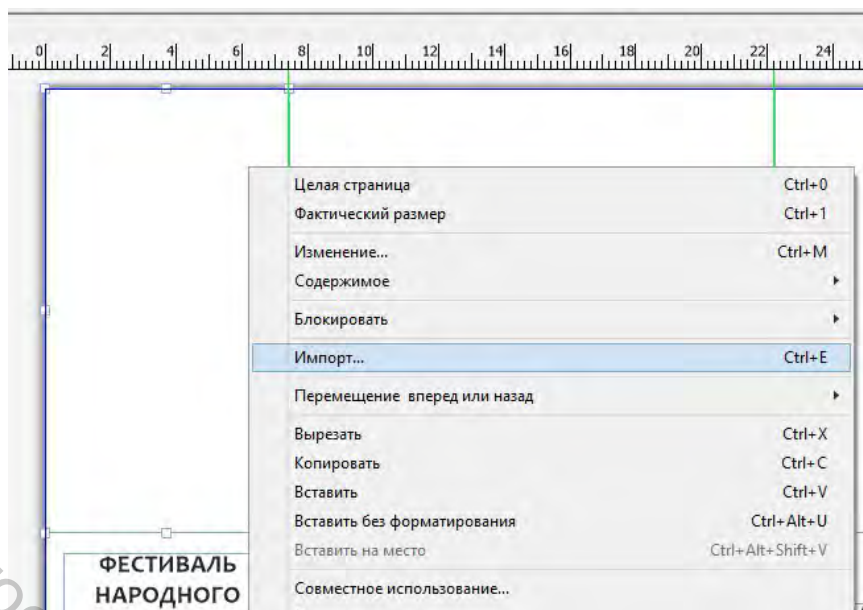 0 2 4 6 8 10 12 14 16 18 20 22 24
Целая страница Ctrl+0
Фактический размер Ctrl+1
Изменение... Ctrl+M
Содержимое
Блокировать
Импорт... Ctrl+E
Перемещение вперед или назад
Вырезать Ctrl+X
Копировать Ctrl+C
Вставить Ctrl+V
Вставить без форматирования Ctrl+Alt+U
Вставить на место Ctrl+Alt+Shift+V
Совместное использование...
ФЕСТИВАЛЬ
НАРОДНОГО